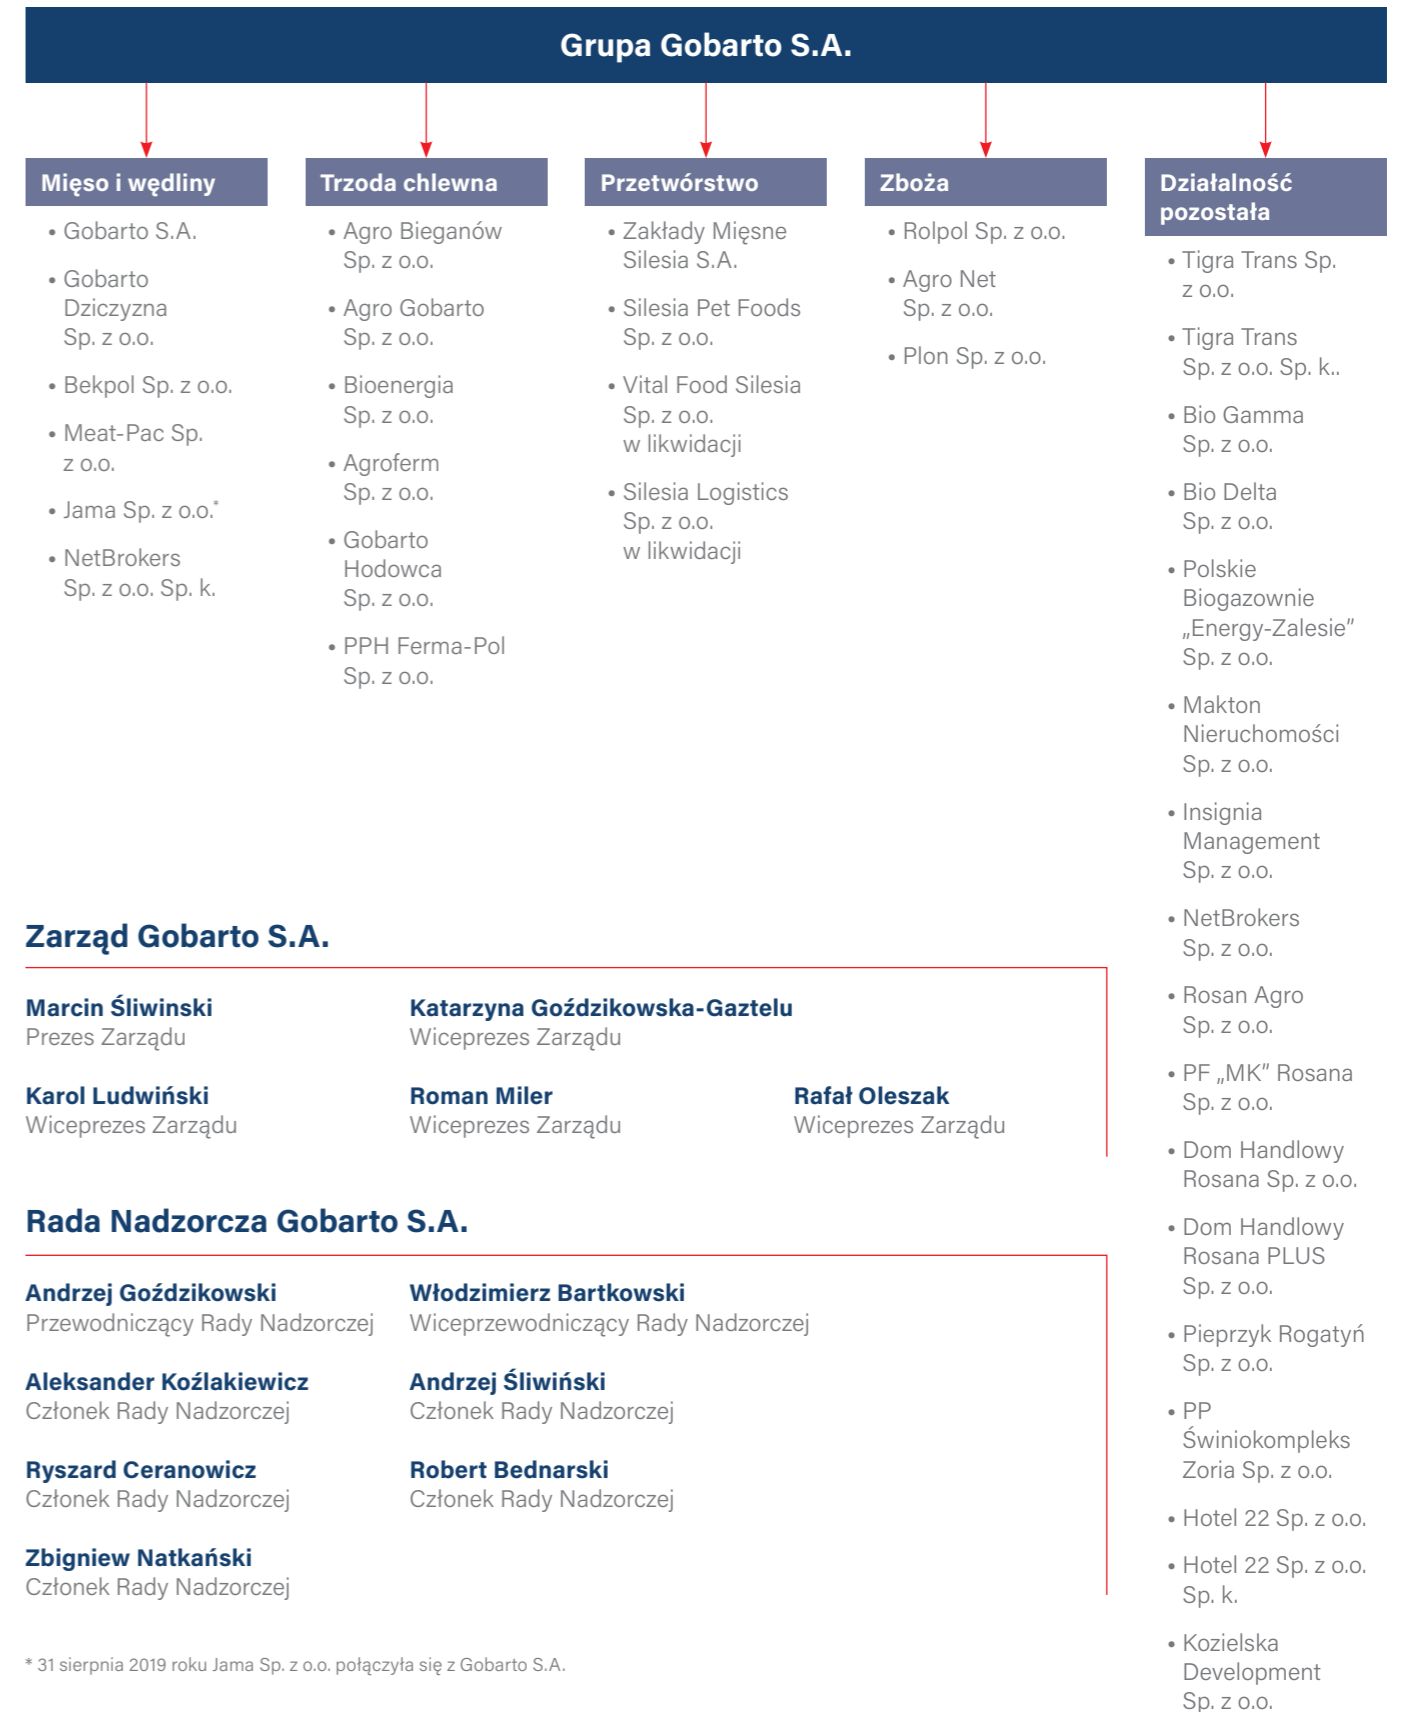 Grupa Gobarto S.A.
Mięso i wędliny
• Gobarto S.A.
• Gobarto
Dziczyzna
Sp. z o.o.
• Bekpol Sp. z o.o.
• Meat-Pac Sp.
z o.o.
• Jama Sp. z o.o.*
• NetBrokers
Sp. z o.o. Sp. k.
Trzoda chlewna
• Agro Bieganów
Sp. z o.o.
• Agro Gobarto
Sp. z o.o.
• Bioenergia
Sp. z o.o.
• Agroferm
Sp. z o.o.
• Gobarto
Hodowca
Sp. z o.o.
• PPH Ferma-Pol
Sp. z o.o.
Przetwórstwo
• Zakłady Mięsne
Silesia S.A.
• Silesia Pet Foods
Sp. z o.o.
• Vital Food Silesia
Sp. z o.o.
w likwidacji
• Silesia Logistics
Sp. z o.o.
w likwidacji
Zboża
• Rolpol Sp. z o.o.
• Agro Net
Sp. z o.o.
• Plon Sp. z o.o.
Działalność
pozostała
• Tigra Trans Sp.
z o.o.
• Tigra Trans
Sp. z o.o. Sp. k..
• Bio Gamma
Sp. z o.o.
• Bio Delta
Sp. z o.o.
• Polskie
Biogazownie
„Energy-Zalesie”
Sp. z o.o.
• Makton
Nieruchomości
Sp. z o.o.
• Insignia
Management
Sp. z o.o.
• NetBrokers
Sp. z o.o.
• Rosan Agro
Sp. z o.o.
• PF „MK” Rosana
Sp. z o.o.
• Dom Handlowy
Rosana Sp. z o.o.
• Dom Handlowy
Rosana PLUS
Sp. z o.o.
• Pieprzyk Rogatyń
Sp. z o.o.
• PP
Świniokompleks
Zoria Sp. z o.o.
• Hotel 22 Sp. z o.o.
• Hotel 22 Sp. z o.o.
Sp. k.
• Kozielska
Development
Sp. z o.o.
Zarząd Gobarto S.A.
Marcin Śliwinski
Prezes Zarządu
Katarzyna Goździkowska-Gaztelu
Wiceprezes Zarządu
Karol Ludwiński
Wiceprezes Zarządu
Roman Miler
Wiceprezes Zarządu
Rafał Oleszak
Wiceprezes Zarządu
Rada Nadzorcza Gobarto S.A.
Andrzej Goździkowski
Przewodniczący Rady Nadzorczej
Włodzimierz Bartkowski
Wiceprzewodniczący Rady Nadzorczej
Aleksander Koźlakiewicz
Członek Rady Nadzorczej
Andrzej Śliwiński
Członek Rady Nadzorczej
Ryszard Ceranowicz
Członek Rady Nadzorczej
Robert Bednarski
Członek Rady Nadzorczej
Zbigniew Natkański
Członek Rady Nadzorczej
* 31 sierpnia 2019 roku Jama Sp. z o.o. połączyła się z Gobarto S.A.